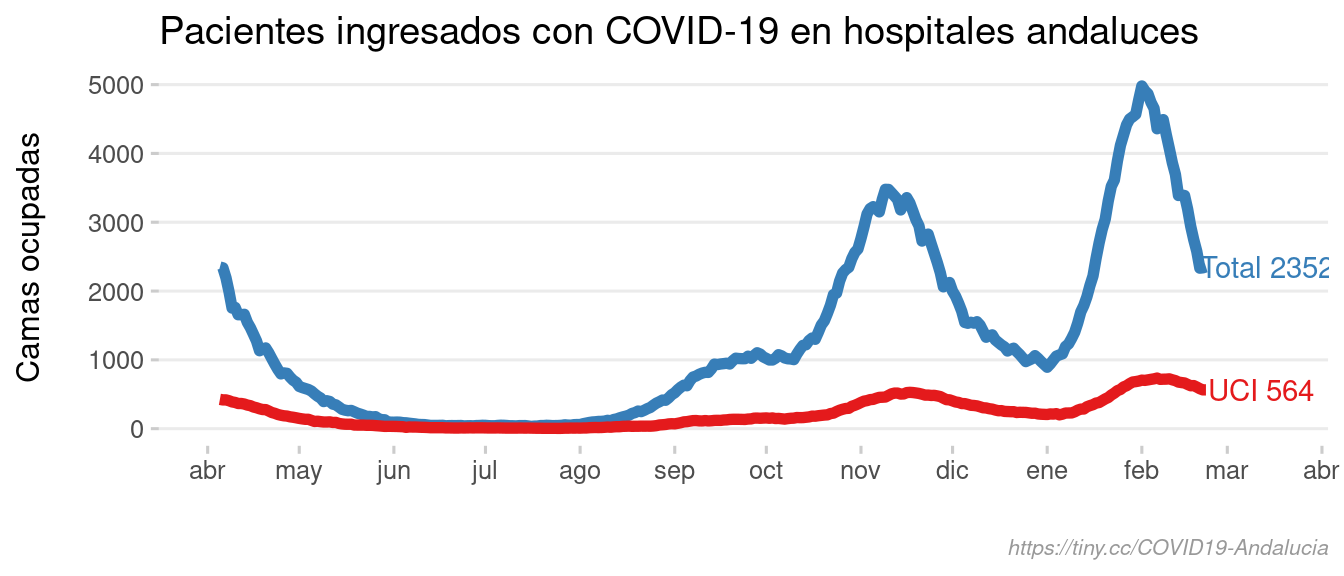 Pacientes ingresados con COVID-19 en hospitales andaluces
Camas ocupadas
5000
4000
3000
2000
1000
0
Total 2352
UCI 564
abr may jun jul ago sep oct nov dic ene feb mar abr
https://tiny.cc/COVID19-Andalucia